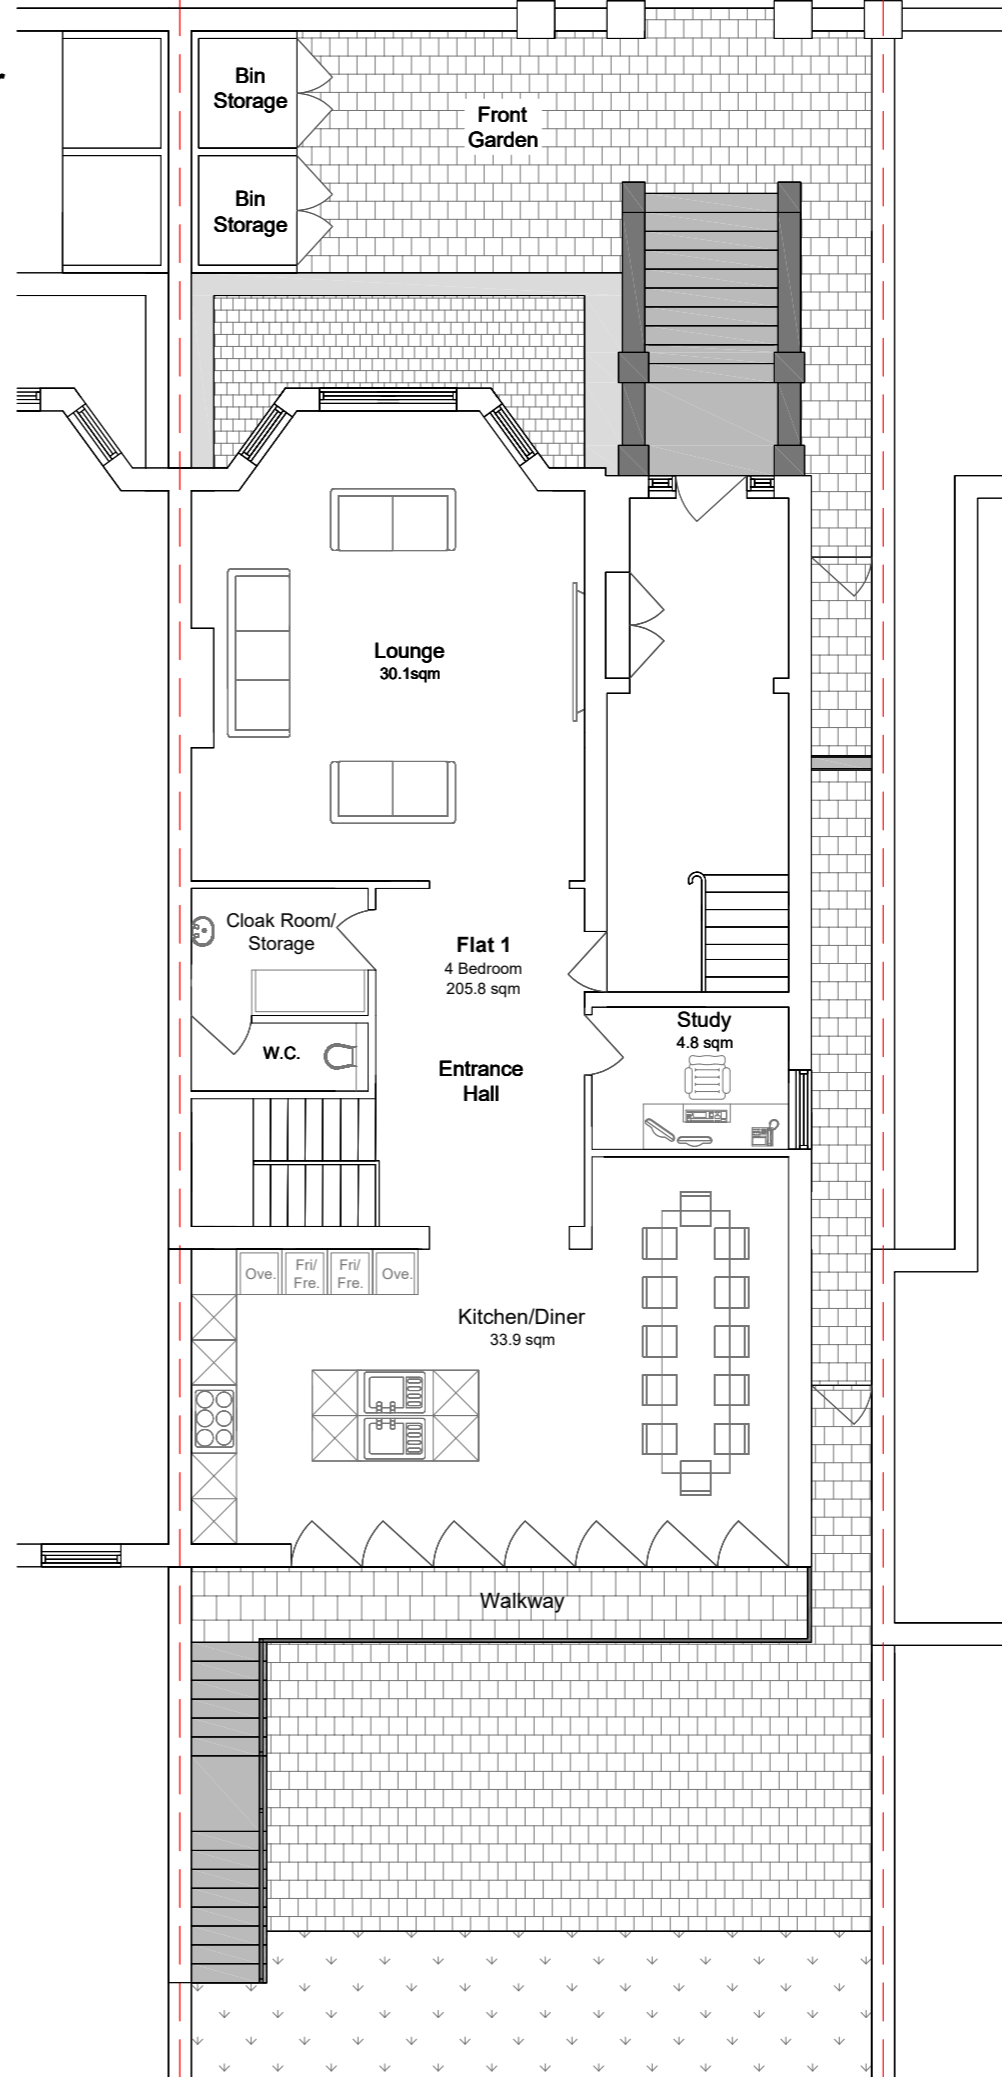 Bin
Storage
Front
Garden
Bin
Storage
Lounge
30.1sqm
Cloak Room/
Storage
Flat 1
4 Bedroom
205.8 sqm
Study
4.8 sqm
W.C.
Entrance
Hall
Ove.
Fri/
Fre.
Fri/
Fre.
Ove.
Kitchen/Diner
33.9 sqm
Walkway